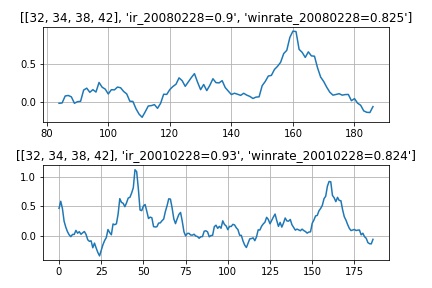 [[32, 34, 38, 42], 'ir_20080228=0.9', 'winrate_20080228=0.825']
0.5
0.0
80 100 120 140 160 180
[[32, 34, 38, 42], 'ir_20010228=0.93', 'winrate_20010228=0.824']
1.0
0.5
0.0
0 25 50 75 100 125 150 175